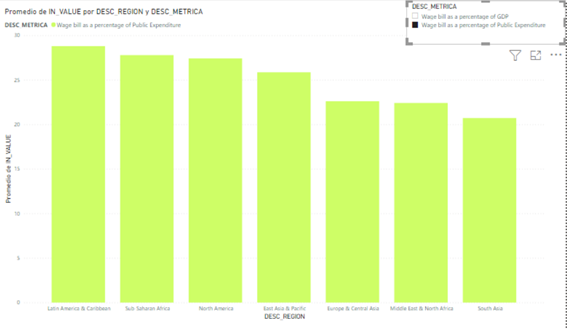 Promedio de IN_VALUE por DESC_REGION y DESC_METRICA
DESC_METRICA Wage bill as a percentage of Public Expenditure
DESC_METRICA
Wage bill as a percentage of GDP
Wage bill as a percentage of Public Expenditure
Promedio de IN_VALUE
30
25
20
15
10
5
0
Latin America & Caribbean Sub Saharan Africa North America East Asia & Pacific Europe & Central Asia Middle East & North Africa South Asia
DESC_REGION